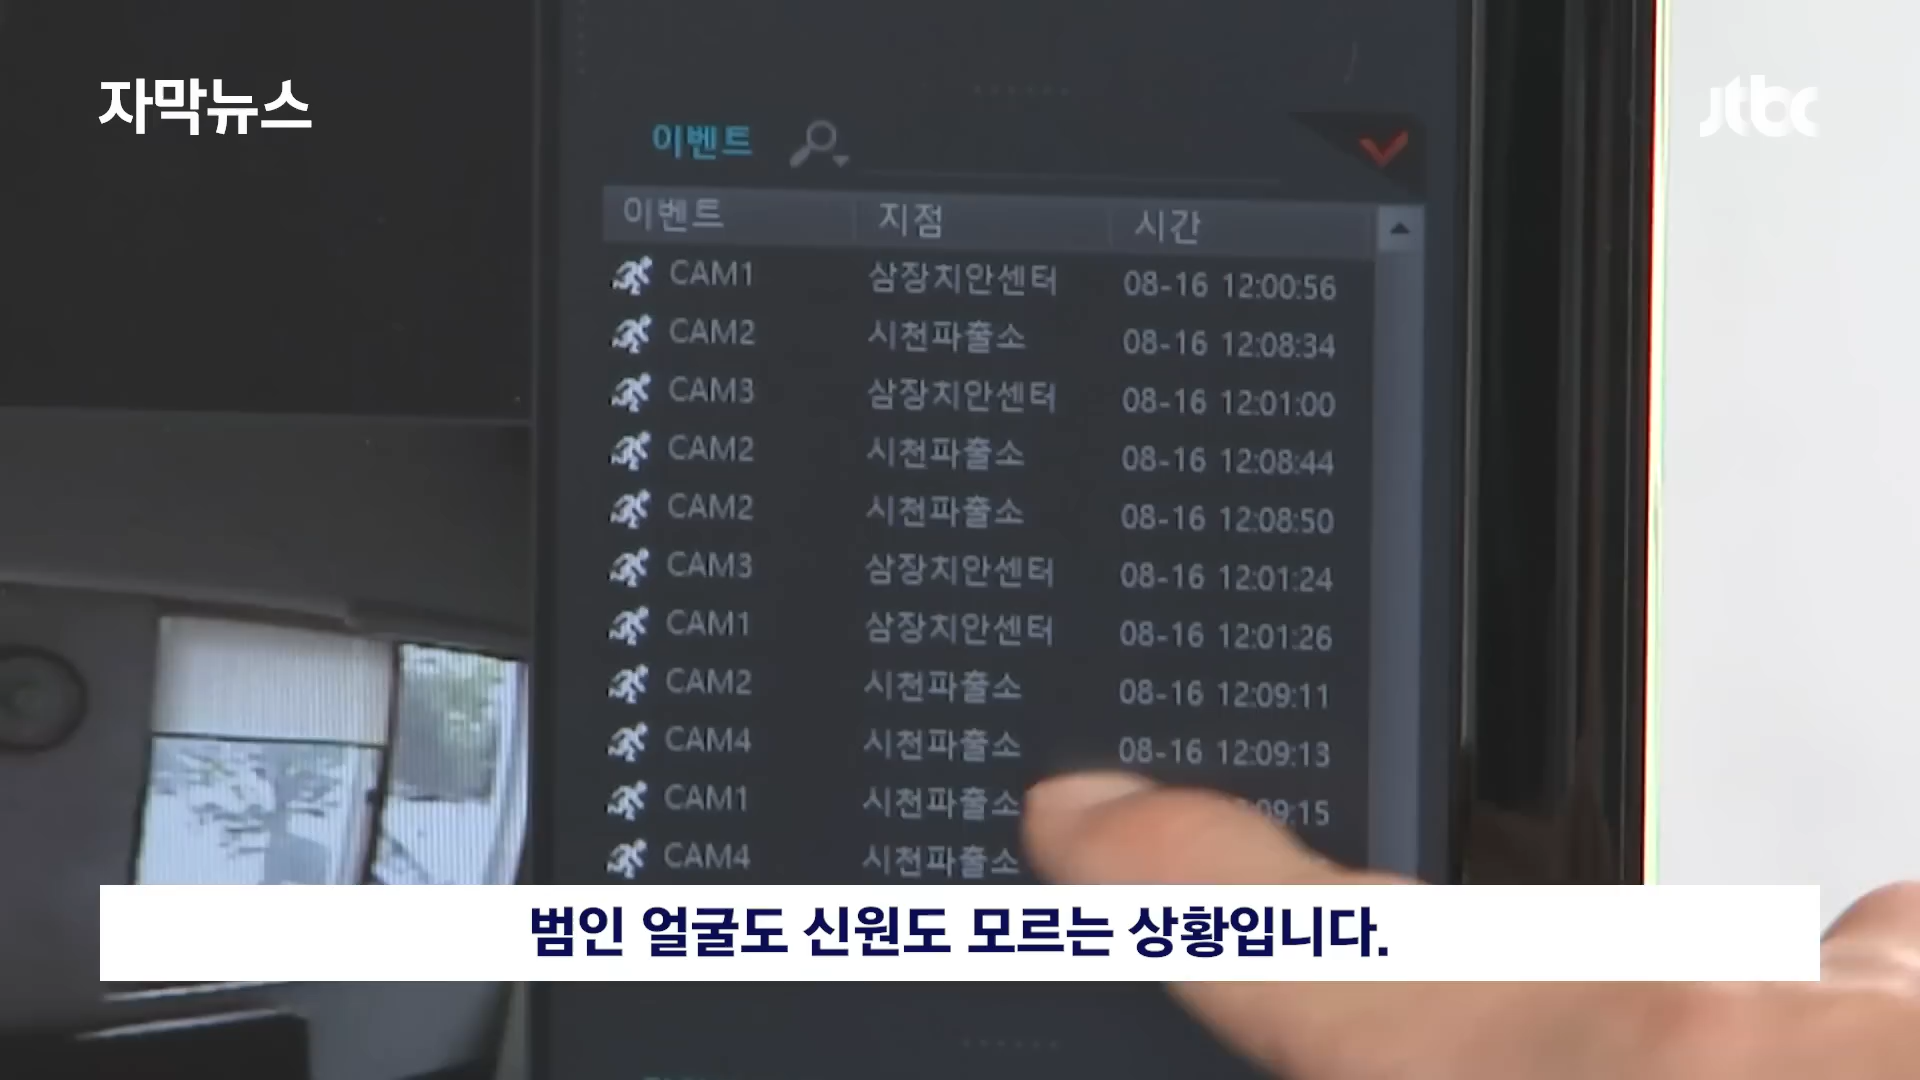 자막뉴스
jtbc
이벤트
이벤트 지점 시간
CAM1 삼장치안센터 08-16 12:00:56
CAM2 시천파출소 08-16 12:08:34
CAM3 삼장치안센터 08-16 12:01:00
CAM2 시천파출소 08-16 12:08:44
CAM2 시천파출소 08-16 12:08:50
CAM3 삼장치안센터 08-16 12:01:24
CAM1 삼장치안센터 08-16 12:01:26
CAM2 시천파출소 08-16 12:09:11
CAM4 시천파출소 08-16 12:09:13
CAM1 시천파출소 09:15
CAM4 시천파출소
범인 얼굴도 신원도 모르는 상황입니다.